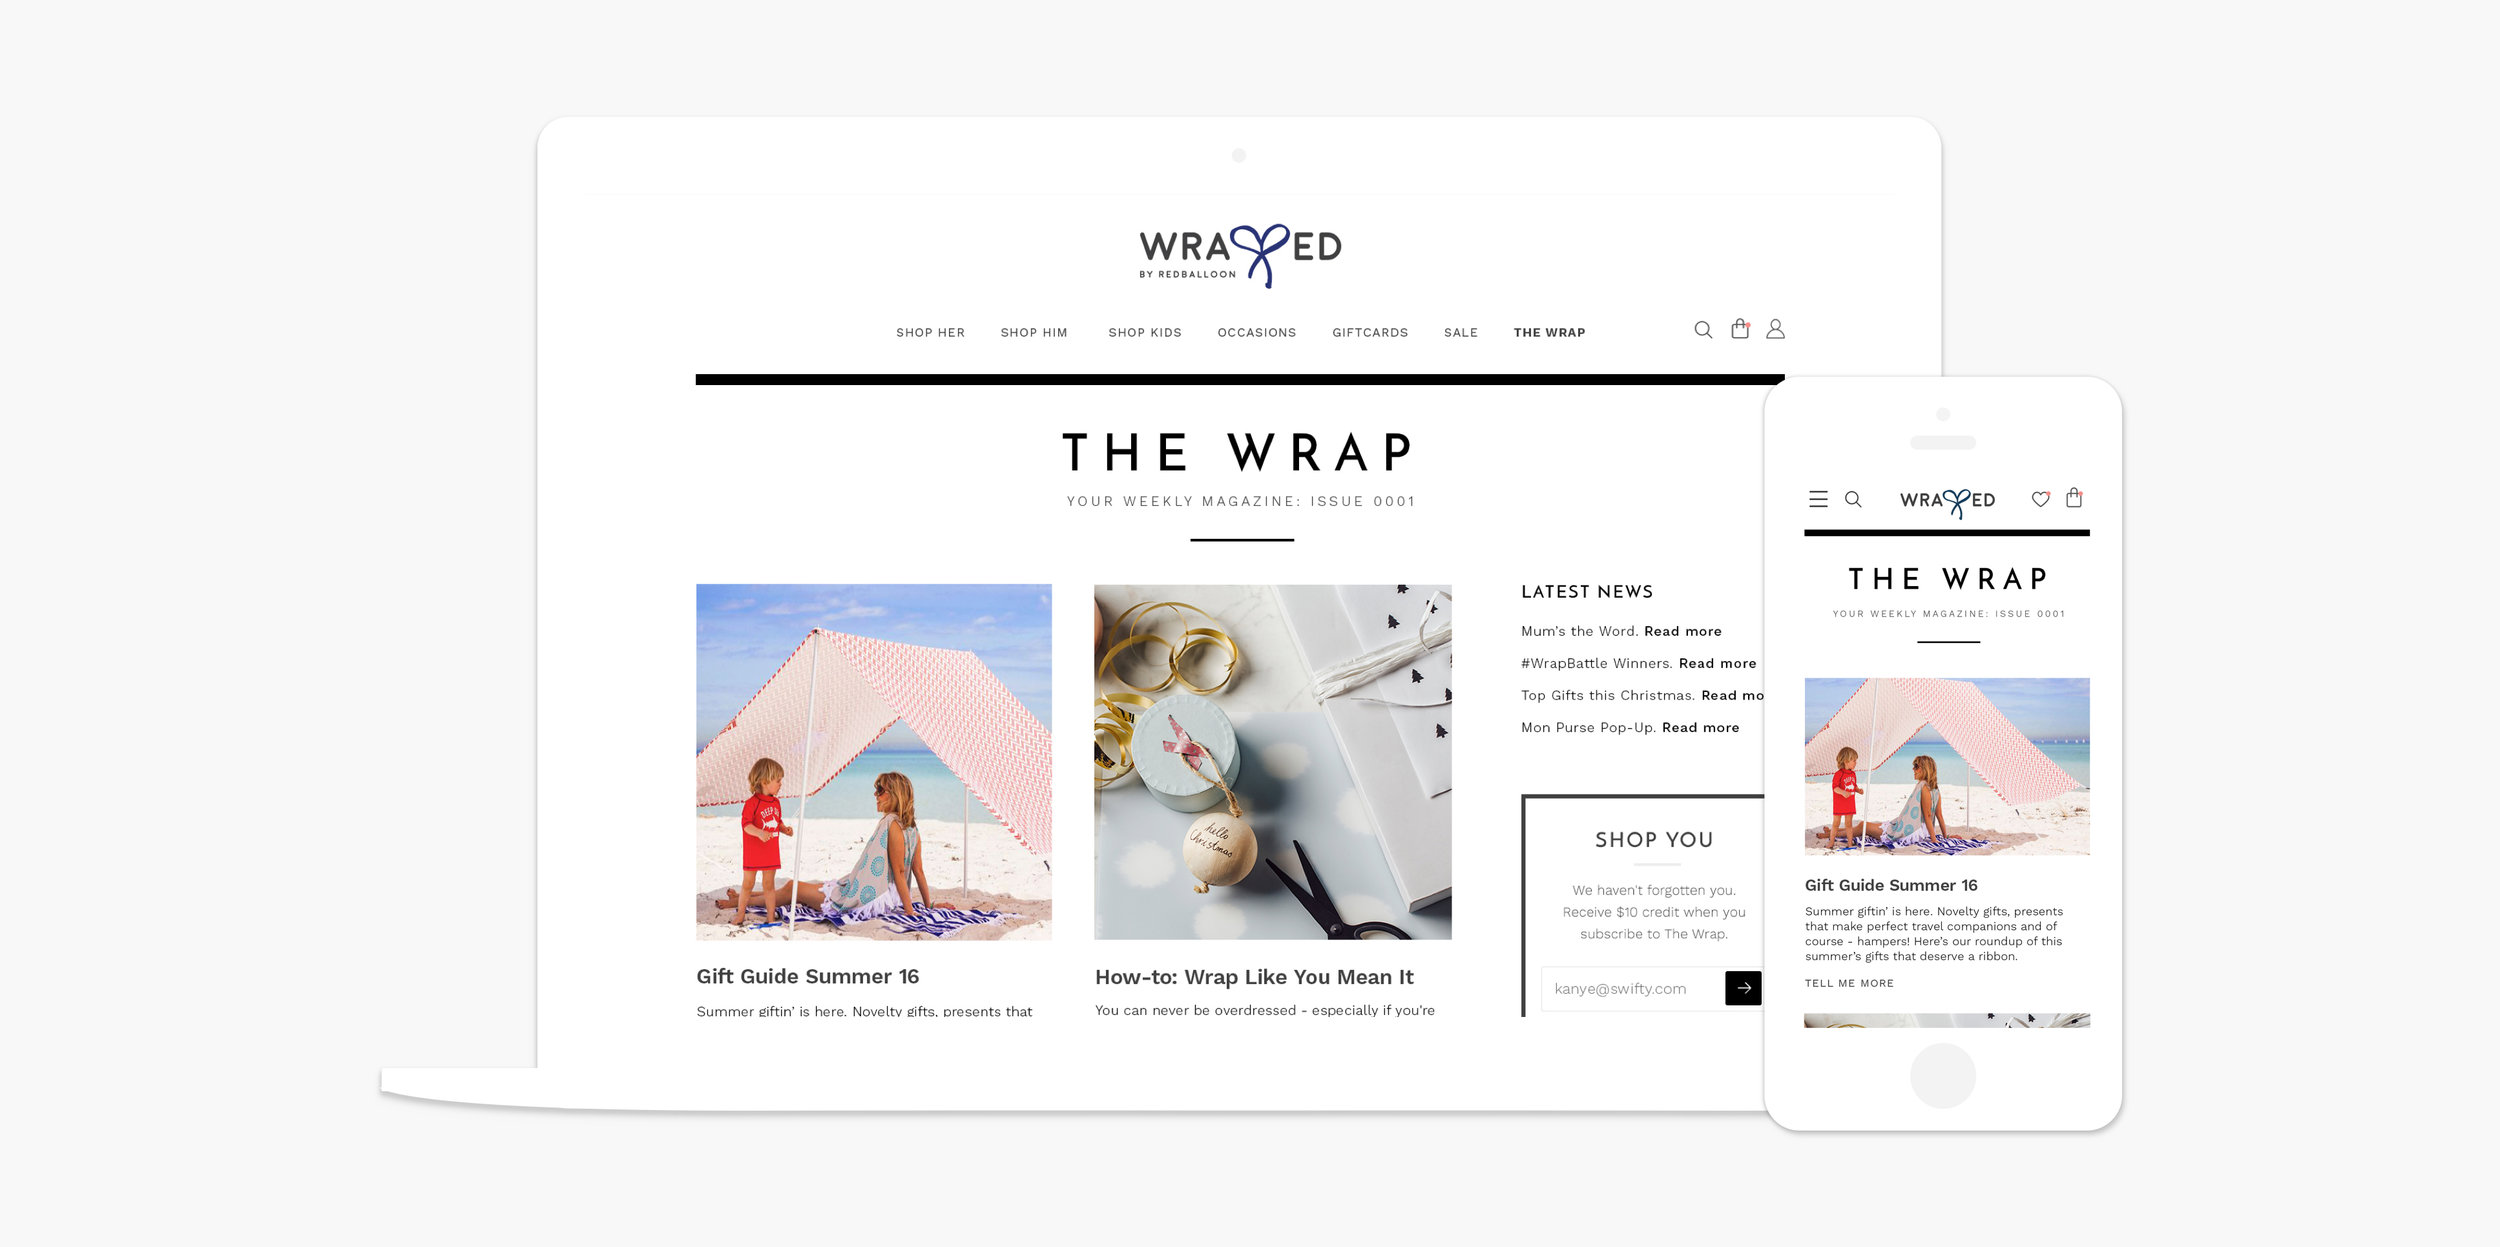 WRAPPED
BY REDBALLOON
SHOP HER SHOP HIM SHOP KIDS OCCASIONS GIFTCARDS SALE THE WRAP
THE WRAP
YOUR WEEKLY MAGAZINE: ISSUE 0001
hello
Christmas
Gift Guide Summer 16
Summer giftin' is here. Novelty gifts, presents that
How-to: Wrap Like You Mean It
You can never be overdressed - especially if you're
LATEST NEWS
Mum's the Word. Read more
#WrapBattle Winners. Read more
Top Gifts this Christmas. Read mo
Mon Purse Pop-Up. Read more
SHOP YOU
We haven't forgotten you.
Receive $10 credit when you
subscribe to The Wrap.
kanye@swifty.com
WRAPPED
THE WRAP
YOUR WEEKLY MAGAZINE: ISSUE 0001
Gift Guide Summer 16
Summer giftin' is here. Novelty gifts, presents
that make perfect travel companions and of
course - hampers! Here's our roundup of this
summer's gifts that deserve a ribbon.
TELL ME MORE